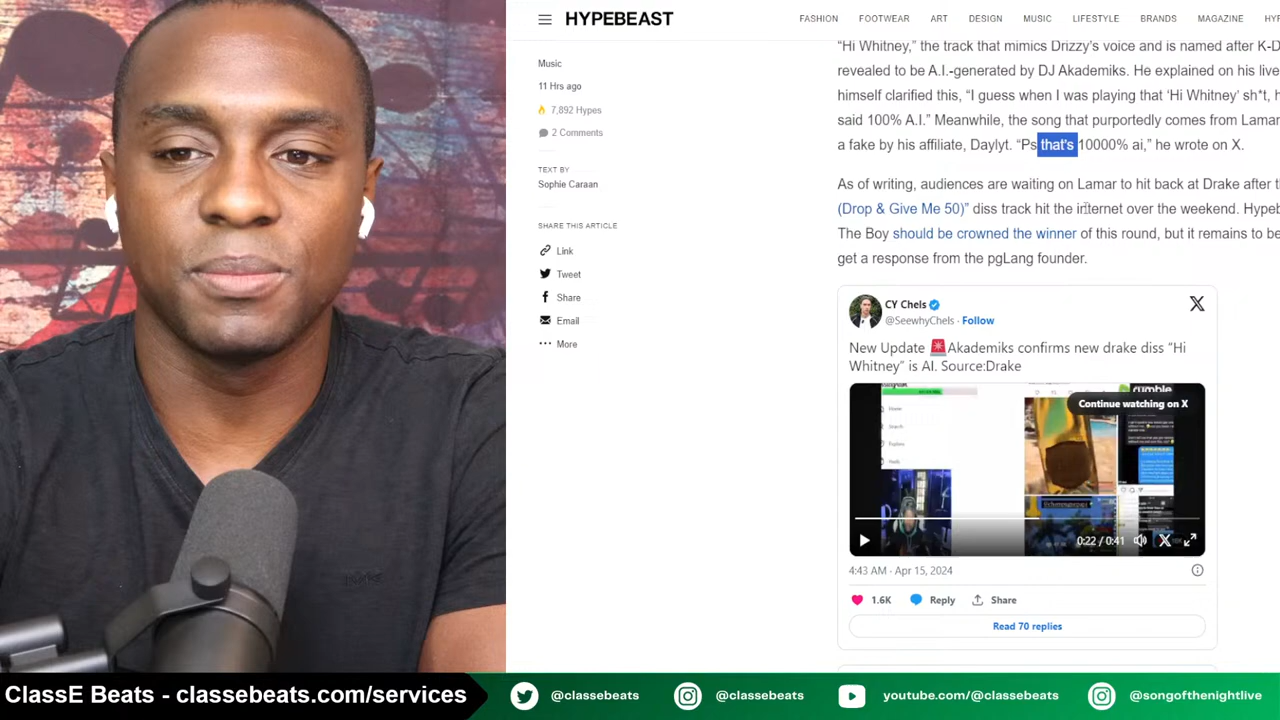 HYPEBEAST
FASHION FOOTWEAR ART DESIGN MUSIC LIFESTYLE BRANDS MAGAZINE
Music
11 Hrs ago
7,892 Hypes
2 Comments
TEXT BY
Sophie Caraan
SHARE THIS ARTICLE
Link
Tweet
Share
Email
More
“Hi Whitney,” the track that mimics Drizzy’s voice and is named after K-D
revealed to be A.I.-generated by DJ Akademiks. He explained on his live
himself clarified this, “I guess when I was playing that ‘Hi Whitney’ sh*t, h
said 100% A.I.” Meanwhile, the song that purportedly comes from Lamar
a fake by his affiliate, Daylyt. “Ps that’s 10000% ai,” he wrote on X.
As of writing, audiences are waiting on Lamar to hit back at Drake after t
(Drop & Give Me 50)” diss track hit the internet over the weekend. Hypeb
The Boy should be crowned the winner of this round, but it remains to be
get a response from the pgLang founder.
CY Chels
@SeewhyChels · Follow
New Update 🚨Akademiks confirms new drake diss “Hi
Whitney” is AI. Source:Drake
rumble
Continue watching on X
0:22 / 0:41
4:43 AM · Apr 15, 2024
1.6K Reply Share
Read 70 replies
ClassE Beats - classebeats.com/services
@classebeats @classebeats youtube.com/@classebeats @songofthenightlive